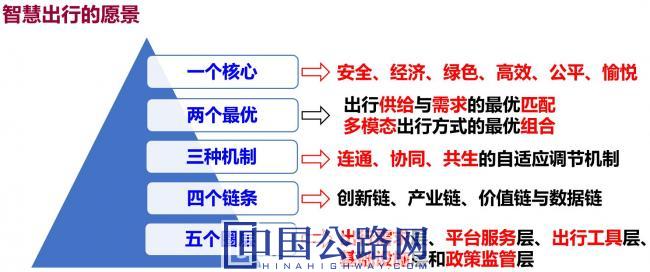 智慧出行的愿景
一个核心
安全、经济、绿色、高效、公平、愉悦
两个最优
出行供给与需求的最优匹配
多模态出行方式的最优组合
三种机制
连通、协同、共生的自适应调节机制
四个链条
创新链、产业链、价值链与数据链
五个
、平台服务层、出行工具层、
和政策监管层
中国公路网
HINAHIGHWAY.COM